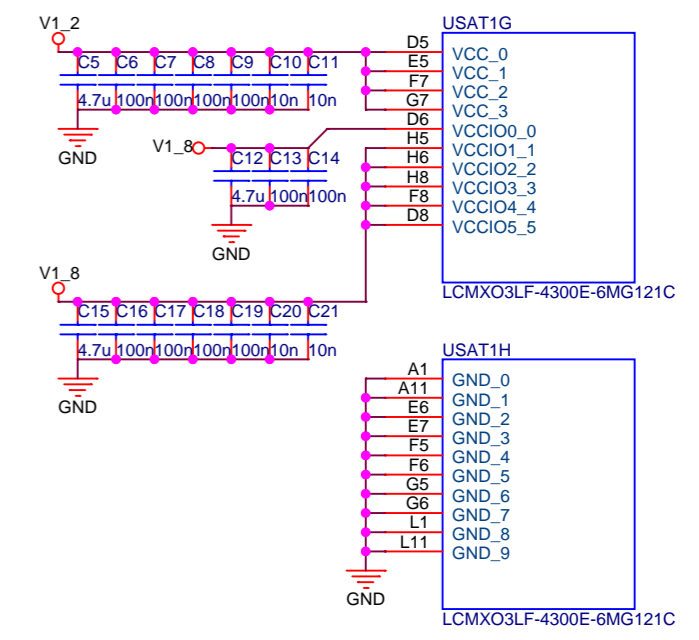 V1_2
USAT1G
D5 VCC_0
C5 C6 C7 C8 C9 C10 C11
E5 VCC_1
F7 VCC_2
4.7u 100n 100n 100n 100n 10n 10n
G7 VCC_3
D6 VCCIO0_0
GND
V1_8
H5 VCCIO1_1
C12 C13 C14
H6 VCCIO2_2
H8 VCCIO3_3
4.7u 100n 100n
F8 VCCIO4_4
D8 VCCIO5_5
GND
V1_8
LCMXO3LF-4300E-6MG121C
C15 C16 C17 C18 C19 C20 C21
4.7u 100n 100n 100n 100n 10n 10n
USAT1H
GND
A1 GND_0
A11 GND_1
E6 GND_2
E7 GND_3
F5 GND_4
F6 GND_5
G5 GND_6
G6 GND_7
L1 GND_8
L11 GND_9
GND
LCMXO3LF-4300E-6MG121C